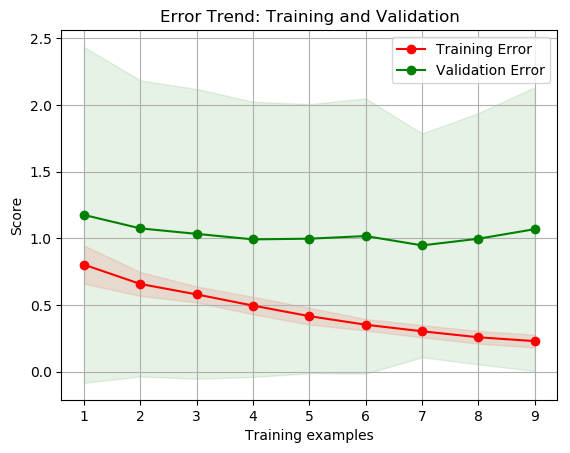 Error Trend: Training and Validation
Training Error
Validation Error
Score
2.5
2.0
1.5
1.0
0.5
0.0
1 2 3 4 5 6 7 8 9
Training examples